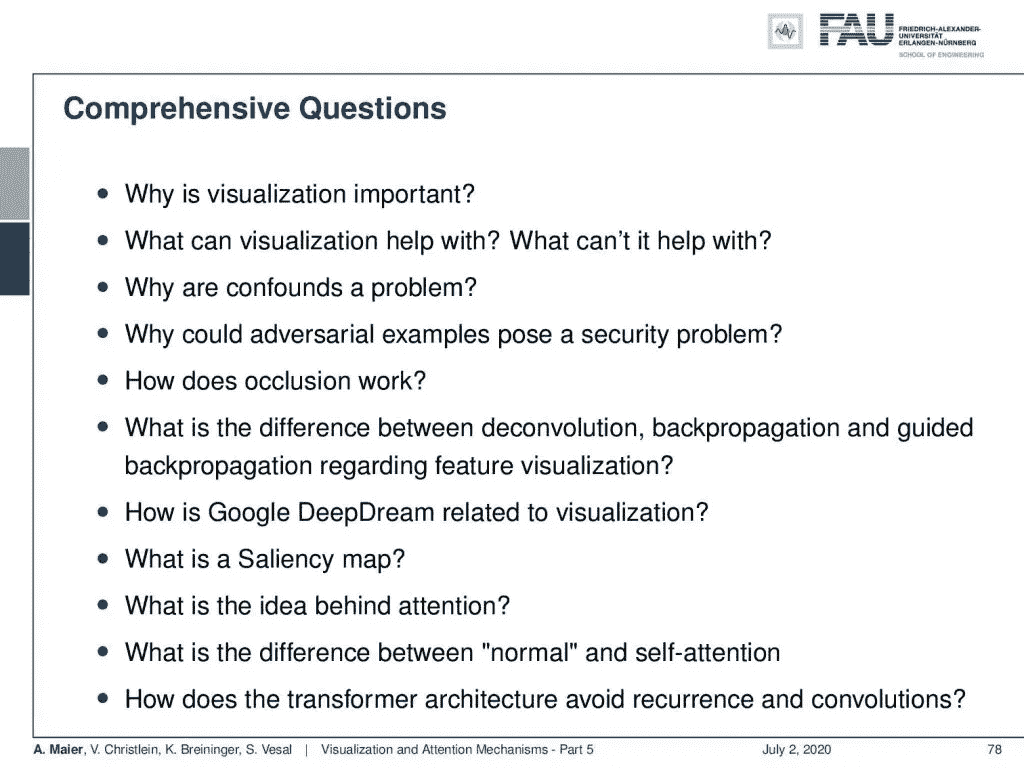 FAU
FRIEDRICH-ALEXANDER-
UNIVERSITÄT
ERLANGEN-NÜRNBERG
SCHOOL OF ENGINEERING
Comprehensive Questions
• Why is visualization important?
• What can visualization help with? What can't it help with?
• Why are confounds a problem?
• Why could adversarial examples pose a security problem?
• How does occlusion work?
• What is the difference between deconvolution, backpropagation and guided
backpropagation regarding feature visualization?
• How is Google DeepDream related to visualization?
• What is a Saliency map?
• What is the idea behind attention?
• What is the difference between "normal" and self-attention
• How does the transformer architecture avoid recurrence and convolutions?
A. Maier, V. Christlein, K. Breininger, S. Vesal | Visualization and Attention Mechanisms - Part 5 July 2, 2020 78